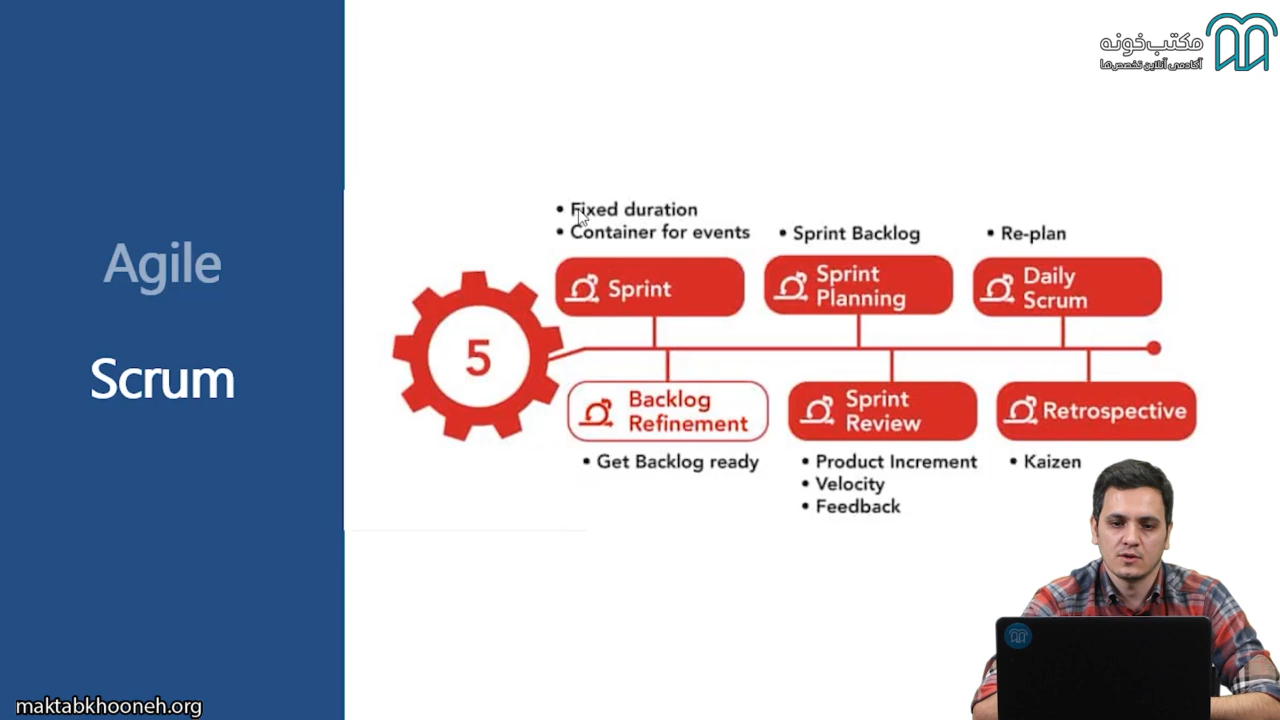 مکتب‌خونه
آکادمی آنلاین تخصص‌ها
Agile
Scrum
5
• Fixed duration
• Container for events
Sprint
• Sprint Backlog
Sprint
Planning
• Re-plan
Daily
Scrum
Backlog
Refinement
• Get Backlog ready
Sprint
Review
• Product Increment
• Velocity
• Feedback
Retrospective
• Kaizen
maktabkhooneh.org